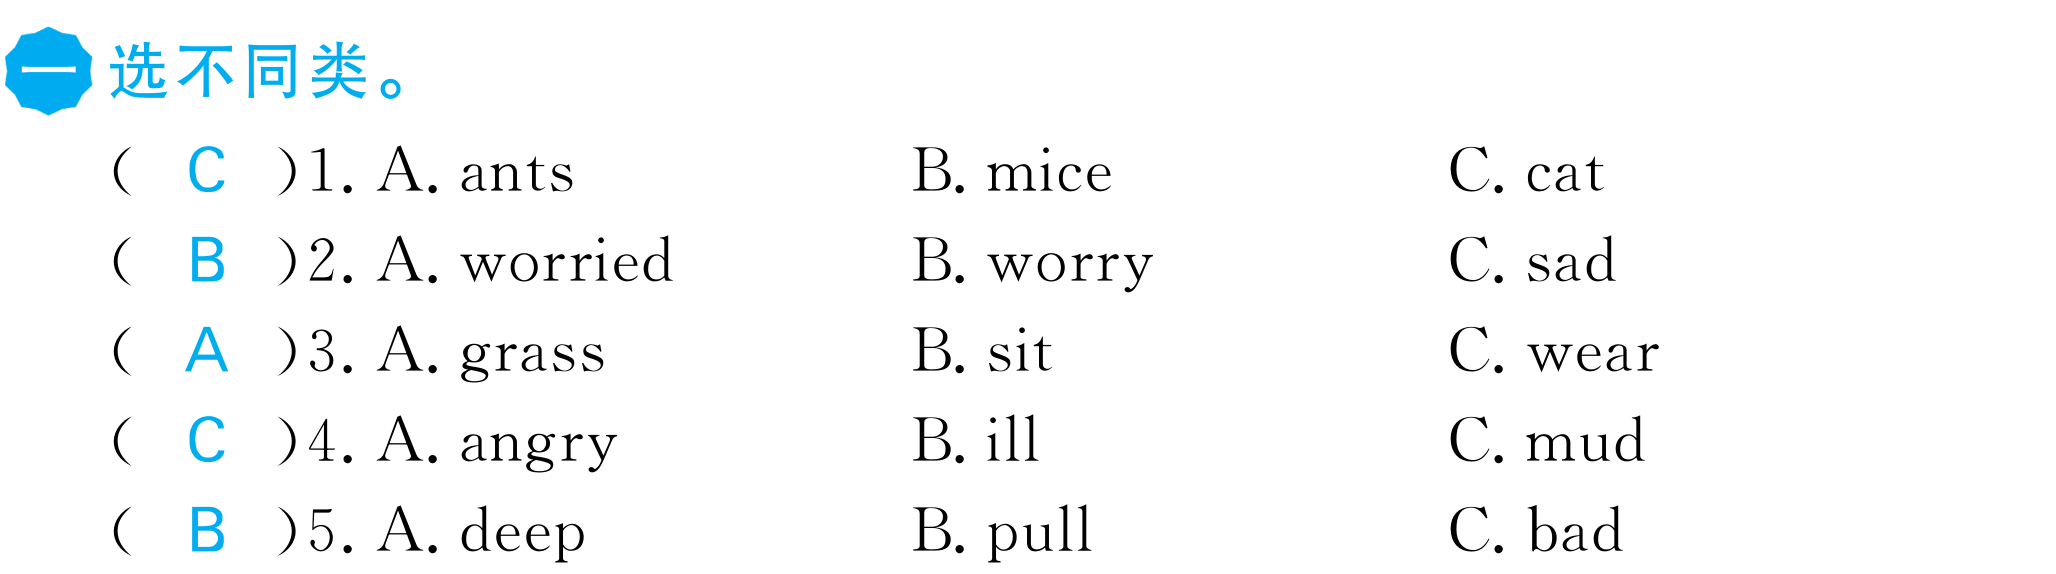 一 选不同类。
( C )1. A. ants B. mice C. cat
( B )2. A. worried B. worry C. sad
( A )3. A. grass B. sit C. wear
( C )4. A. angry B. ill C. mud
( B )5. A. deep B. pull C. bad